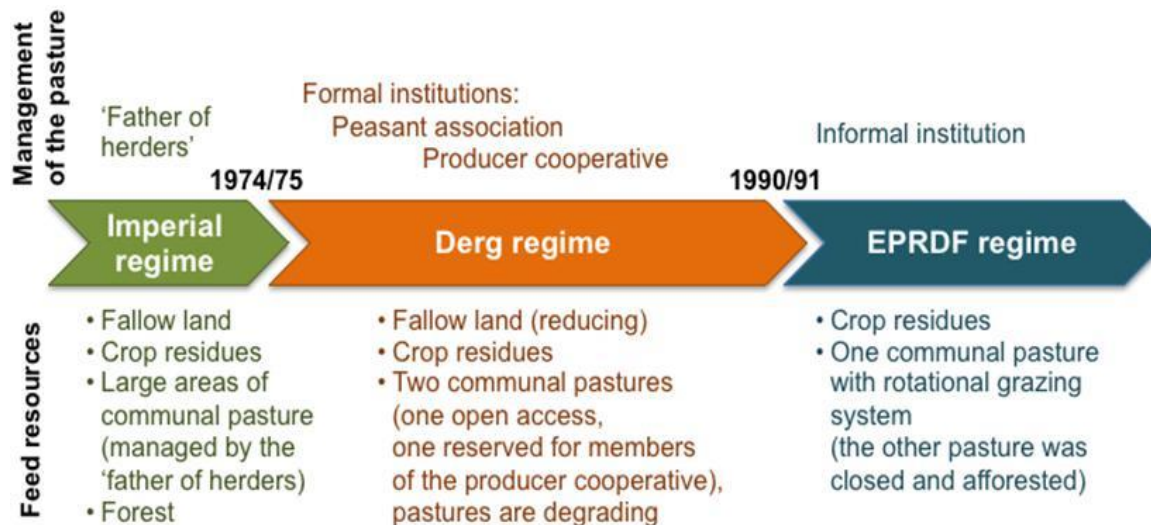 Management
of the pasture
'Father of
herders'
Formal institutions:
Peasant association
Producer cooperative
Informal institution
1974/75
1990/91
Imperial
regime
Derg regime
EPRDF regime
Feed resources
• Fallow land
• Crop residues
• Large areas of
communal pasture
(managed by the
'father of herders)
• Forest
• Fallow land (reducing)
• Crop residues
• Two communal pastures
(one open access,
one reserved for members
of the producer cooperative),
pastures are degrading
• Crop residues
• One communal pasture
with rotational grazing
system
(the other pasture was
closed and afforested)